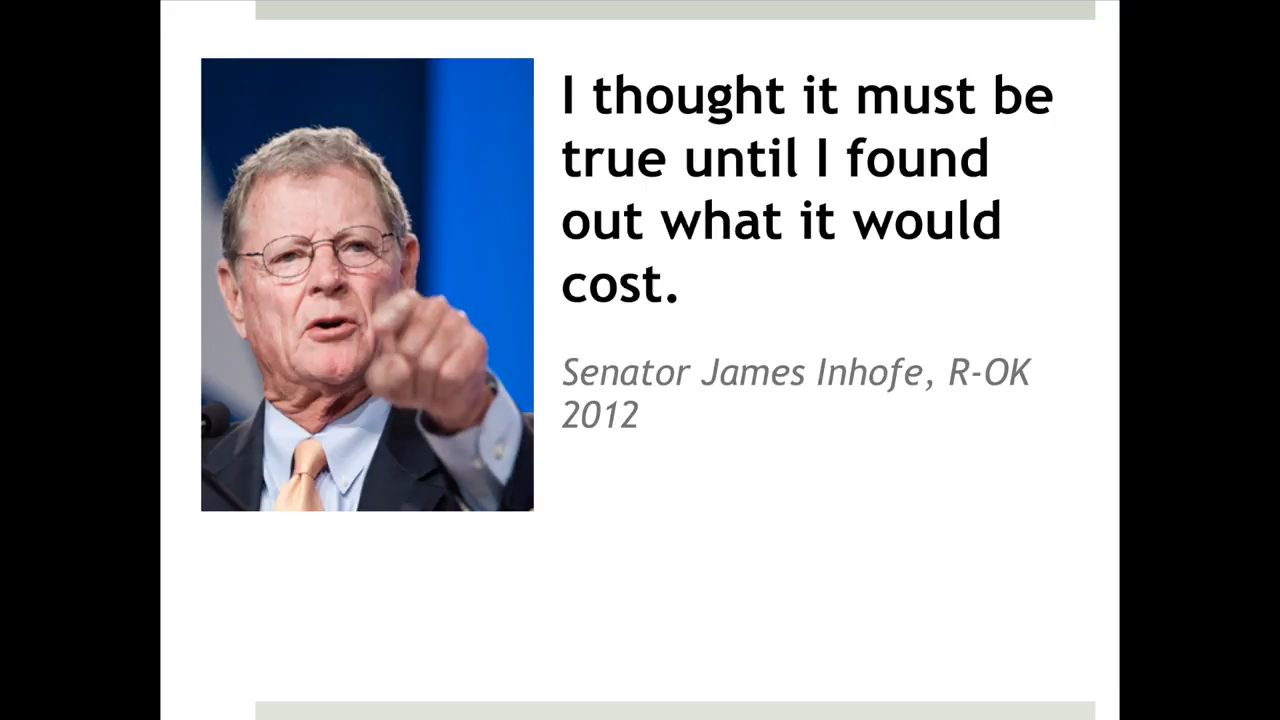 I thought it must be
true until I found
out what it would
cost.
Senator James Inhofe, R-OK
2012